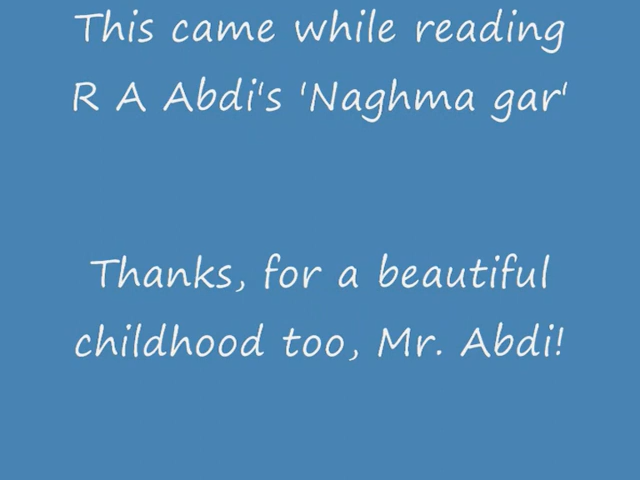 This came while reading
R A Abdi's 'Naghma gar'
Thanks, for a beautiful
childhood too, Mr. Abdi!